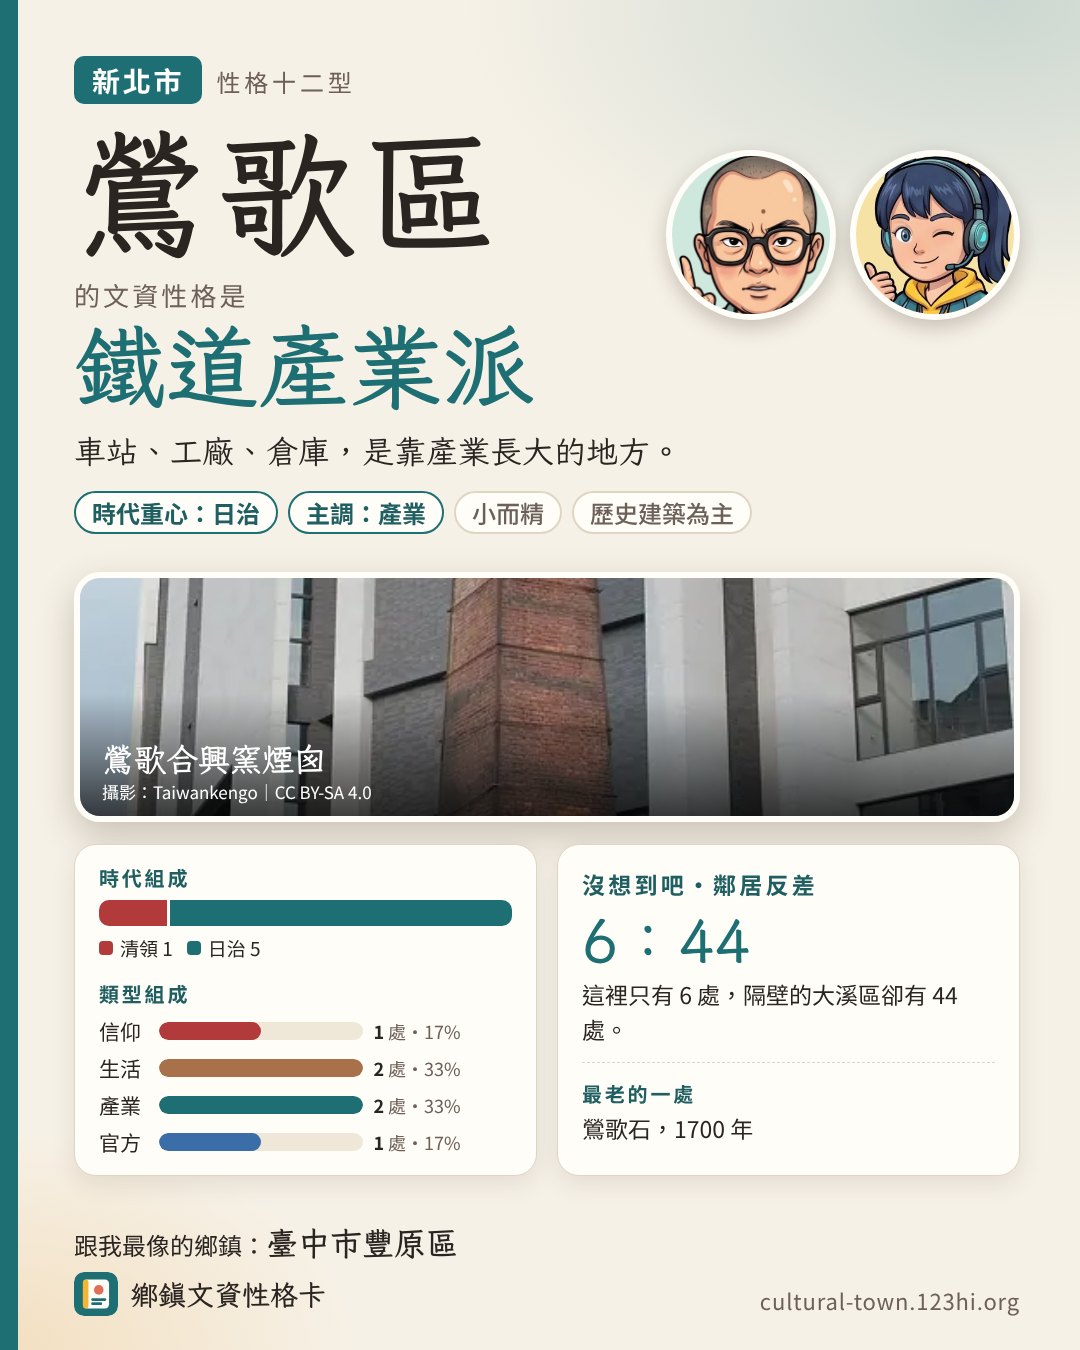 新北市 性格十二型
鶯歌區
的文資性格是
鐵道產業派
車站、工廠、倉庫，是靠產業長大的地方。
時代重心：日治 主調：產業 小而精 歷史建築為主
鶯歌合興窯煙囪
攝影：Taiwankengo｜CC BY-SA 4.0
時代組成
清領 1 日治 5
類型組成
信仰 1 處・17%
生活 2 處・33%
產業 2 處・33%
官方 1 處・17%
沒想到吧・鄰居反差
6：44
這裡只有 6 處，隔壁的大溪區卻有 44
處。
最老的一處
鶯歌石，1700 年
跟我最像的鄉鎮：臺中市豐原區
鄉鎮文資性格卡
cultural-town.123hi.org